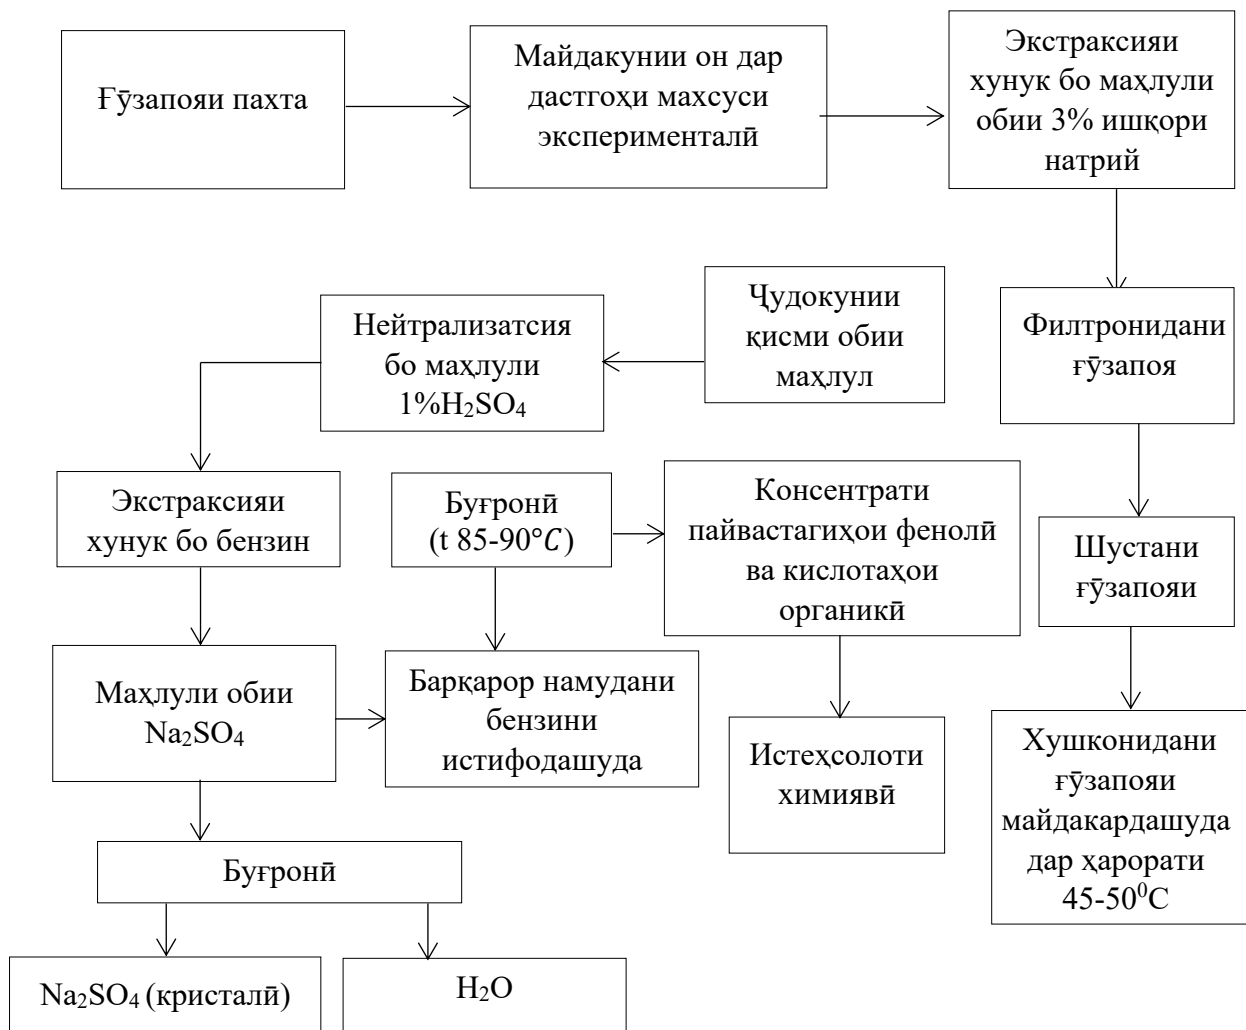 Ғӯзапояи пахта
Майдакунии он дар
дастгоҳи махсуси
эксперименталӣ
Экстраксияи
хунук бо маҳлули
обии 3% ишқори
натрий
Нейтрализатсия
бо маҳлули
1%H₂SO₄
Ҷудокунии
қисми обии
маҳлул
Филтронидани
ғӯзапоя
Экстраксияи
хунук бо бензин
Буғронӣ
(t 85-90°C)
Консентрати
пайвастагиҳои фенолӣ
ва кислотаҳои
органикӣ
Шустани
ғӯзапояи
Маҳлули обии
Na₂SO₄
Барқарор намудани
бензини
истифодашуда
Истеҳсолоти
химиявӣ
Хушконидани
ғӯзапояи
майдакардашуда
дар ҳарорати
45-50⁰C
Буғронӣ
Na₂SO₄ (кристалӣ)
H₂O